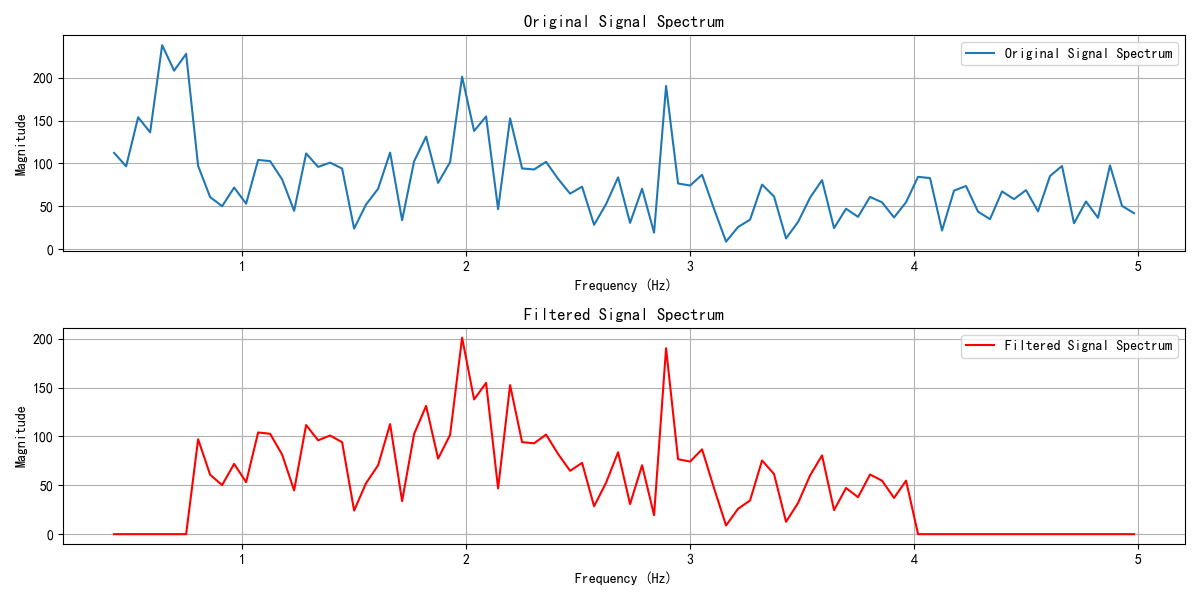 Original Signal Spectrum
Original Signal Spectrum
Magnitude
200
150
100
50
0
1 2 3 4 5
Frequency (Hz)
Filtered Signal Spectrum
Filtered Signal Spectrum
Magnitude
200
150
100
50
0
1 2 3 4 5
Frequency (Hz)